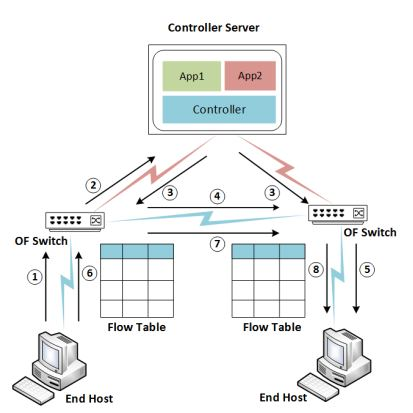 Controller Server
App1
App2
Controller
2
3
4
3
OF Switch
OF Switch
7
1
6
8
5
Flow Table
Flow Table
End Host
End Host